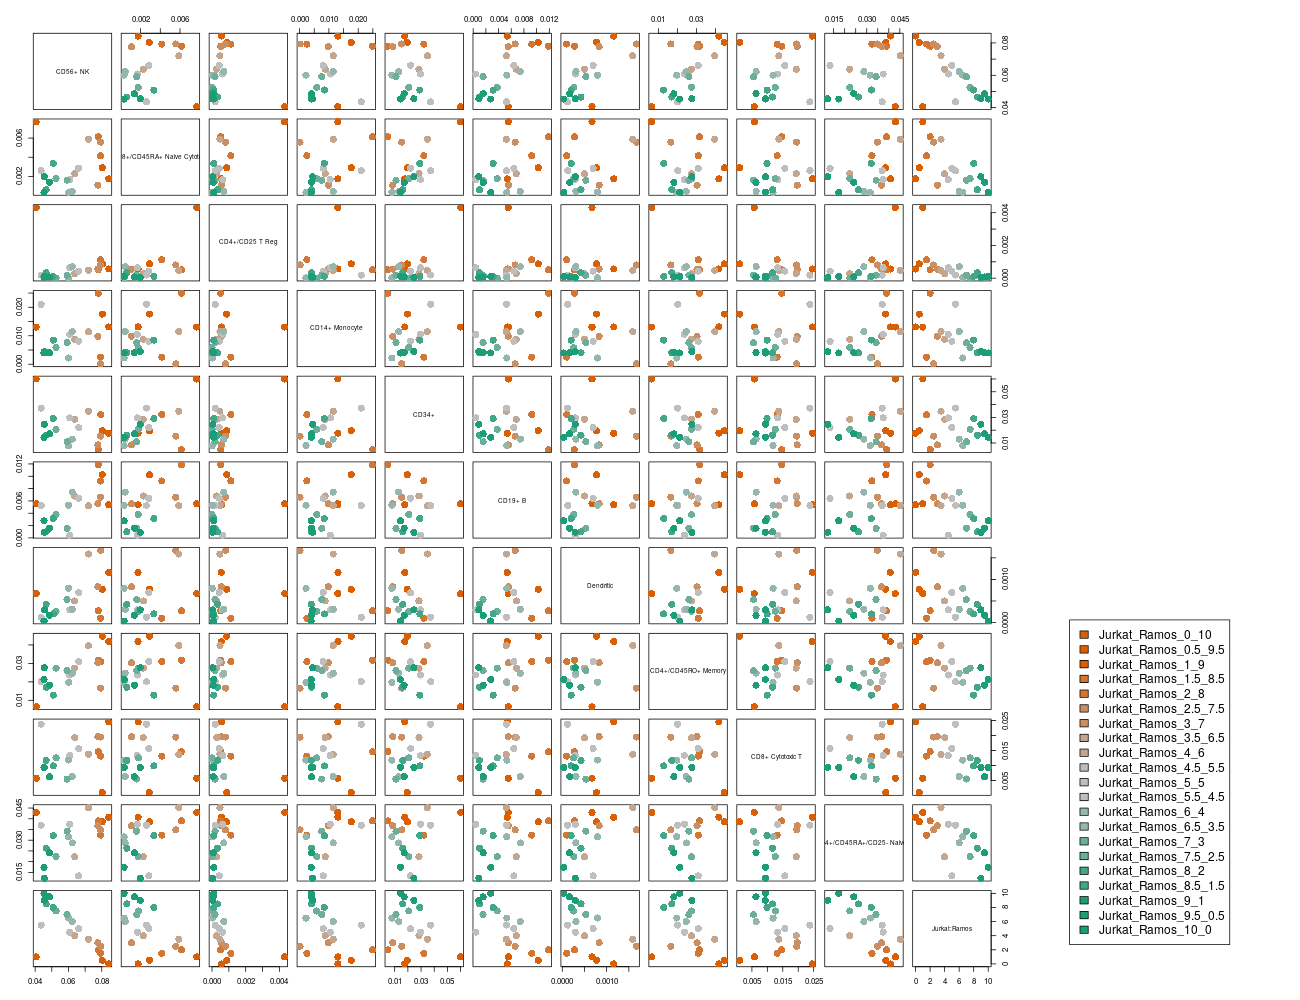 0.002 0.006 0.000 0.010 0.020 0.000 0.004 0.008 0.012 0.01 0.03 0.015 0.030 0.045
CD56+ NK
0.04 0.06 0.08
8+/CD45RA+ Naive Cytot
0.002 0.006
CD4+/CD25 T Reg
0.000 0.002 0.004
CD14+ Monocyte
0.000 0.010 0.020
CD34+
0.01 0.03 0.05
CD19+ B
0.000 0.006 0.012
Dendritic
0.0000 0.0010
CD4+/CD45RO+ Memory
0.01 0.03
CD8+ Cytotoxic T
0.005 0.015 0.025
4+/CD45RA+/CD25- Naiv
0.015 0.030 0.045
Jurkat:Ramos
0 2 4 6 8 10
0.04 0.06 0.08 0.000 0.002 0.004 0.01 0.03 0.05 0.0000 0.0010 0.005 0.015 0.025 0 2 4 6 8 10
Jurkat_Ramos_0_10
Jurkat_Ramos_0.5_9.5
Jurkat_Ramos_1_9
Jurkat_Ramos_1.5_8.5
Jurkat_Ramos_2_8
Jurkat_Ramos_2.5_7.5
Jurkat_Ramos_3_7
Jurkat_Ramos_3.5_6.5
Jurkat_Ramos_4_6
Jurkat_Ramos_4.5_5.5
Jurkat_Ramos_5_5
Jurkat_Ramos_5.5_4.5
Jurkat_Ramos_6_4
Jurkat_Ramos_6.5_3.5
Jurkat_Ramos_7_3
Jurkat_Ramos_7.5_2.5
Jurkat_Ramos_8_2
Jurkat_Ramos_8.5_1.5
Jurkat_Ramos_9_1
Jurkat_Ramos_9.5_0.5
Jurkat_Ramos_10_0